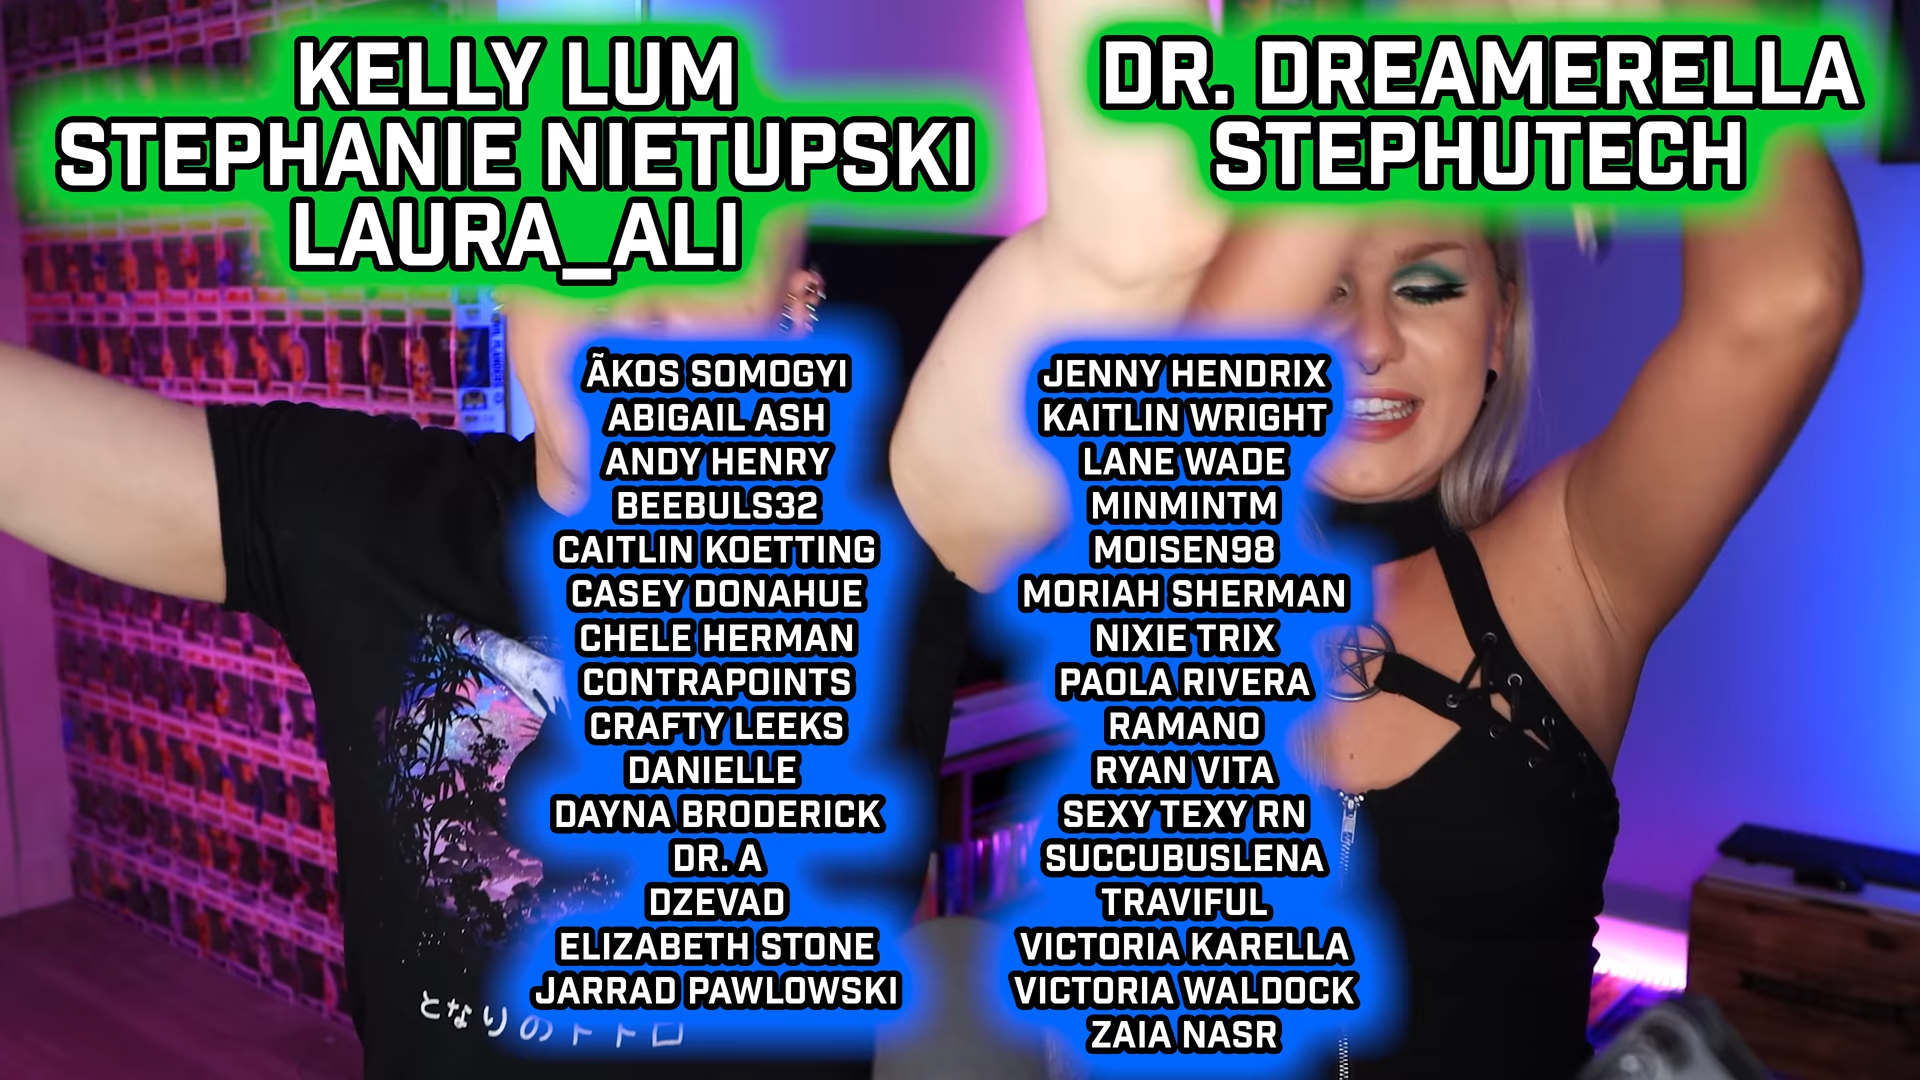 KELLY LUM
STEPHANIE NIETUPSKI
LAURA_ALI
DR. DREAMERELLA
STEPHUTECH
ÃKOS SOMOGYI
ABIGAIL ASH
ANDY HENRY
BEEBULS32
CAITLIN KOETTING
CASEY DONAHUE
CHELE HERMAN
CONTRAPOINTS
CRAFTY LEEKS
DANIELLE
DAYNA BRODERICK
DR. A
DZEVAD
ELIZABETH STONE
JARRAD PAWLOWSKI
JENNY HENDRIX
KAITLIN WRIGHT
LANE WADE
MINMINTM
MOISEN98
MORIAH SHERMAN
NIXIE TRIX
PAOLA RIVERA
RAMANO
RYAN VITA
SEXY TEXY RN
SUCCUBUSLENA
TRAVIFUL
VICTORIA KARELLA
VICTORIA WALDOCK
ZAIA NASR
となりのトトロ